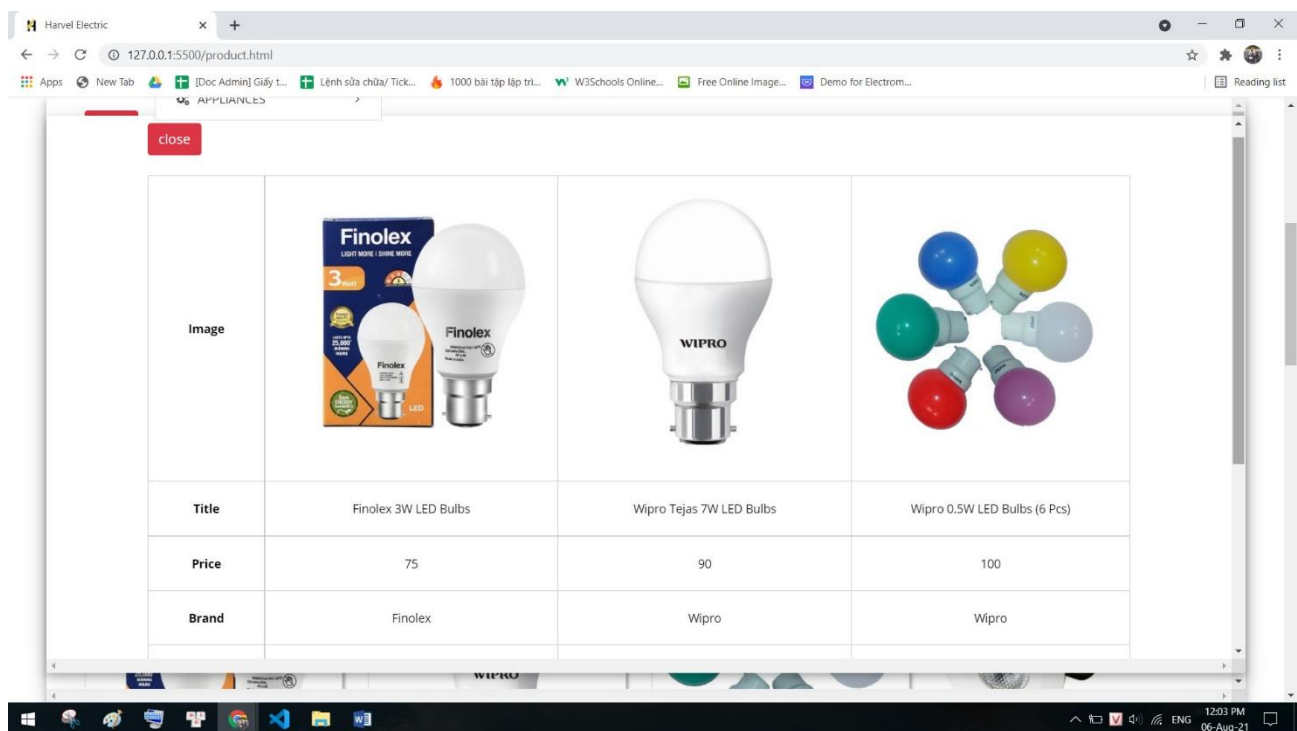 Harvel Electric
127.0.0.1:5500/product.html
Apps New Tab [Doc Admin] Giấy t... Lệnh sửa chữa/ Tick... 1000 bài tập lập trì... W3Schools Online... Free Online Image... Demo for Electrom... Reading list
APPLIANCES
close
Image
Finolex
LIGHT MORE I SHINE MORE
3 Watt
25,000
Finolex
Finolex
LED
WIPRO
Title Finolex 3W LED Bulbs Wipro Tejas 7W LED Bulbs Wipro 0.5W LED Bulbs (6 Pcs)
Price 75 90 100
Brand Finolex Wipro Wipro
WIPRO
ENG 12:03 PM
06-Aug-21